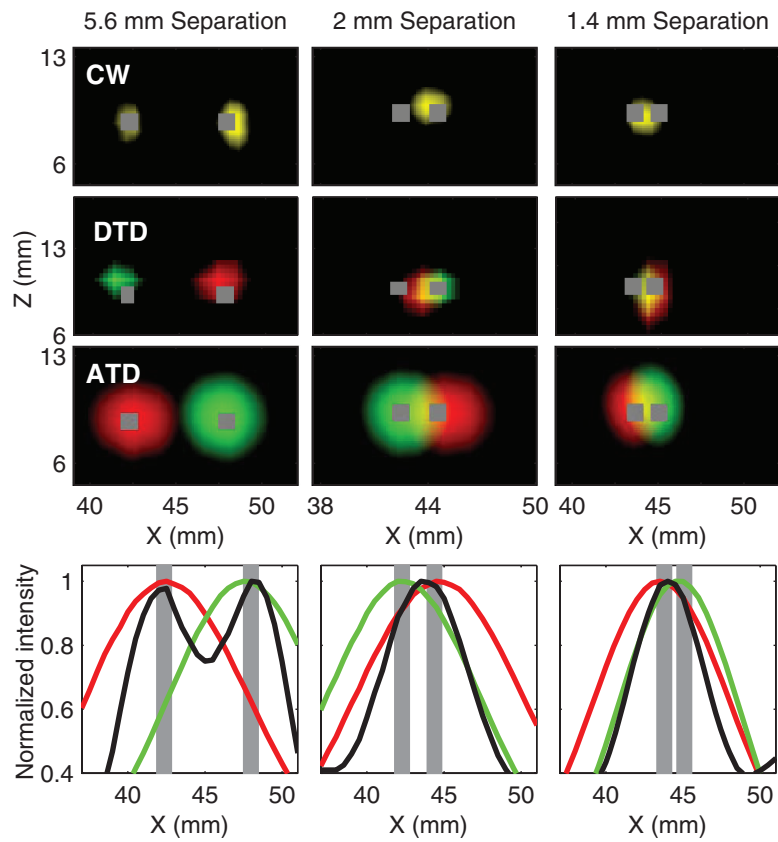 5.6 mm Separation 2 mm Separation 1.4 mm Separation
13
CW
6
13
DTD
Z (mm)
6
13
ATD
6
40 45 50 38 44 50 40 45 50
X (mm) X (mm) X (mm)
Normalized intensity
1
0.8
0.6
0.4
40 45 50 40 45 50 40 45 50
X (mm) X (mm) X (mm)